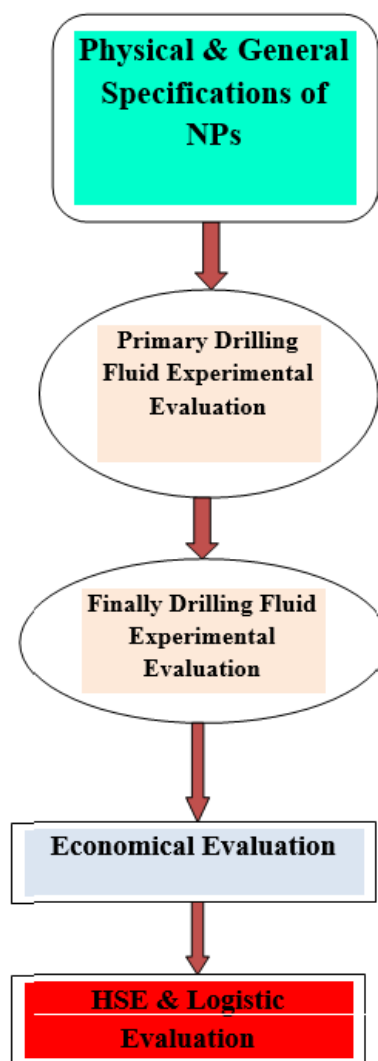 Physical & General
Specifications of
NPs
Primary Drilling
Fluid Experimental
Evaluation
Finally Drilling Fluid
Experimental
Evaluation
Economical Evaluation
HSE & Logistic
Evaluation